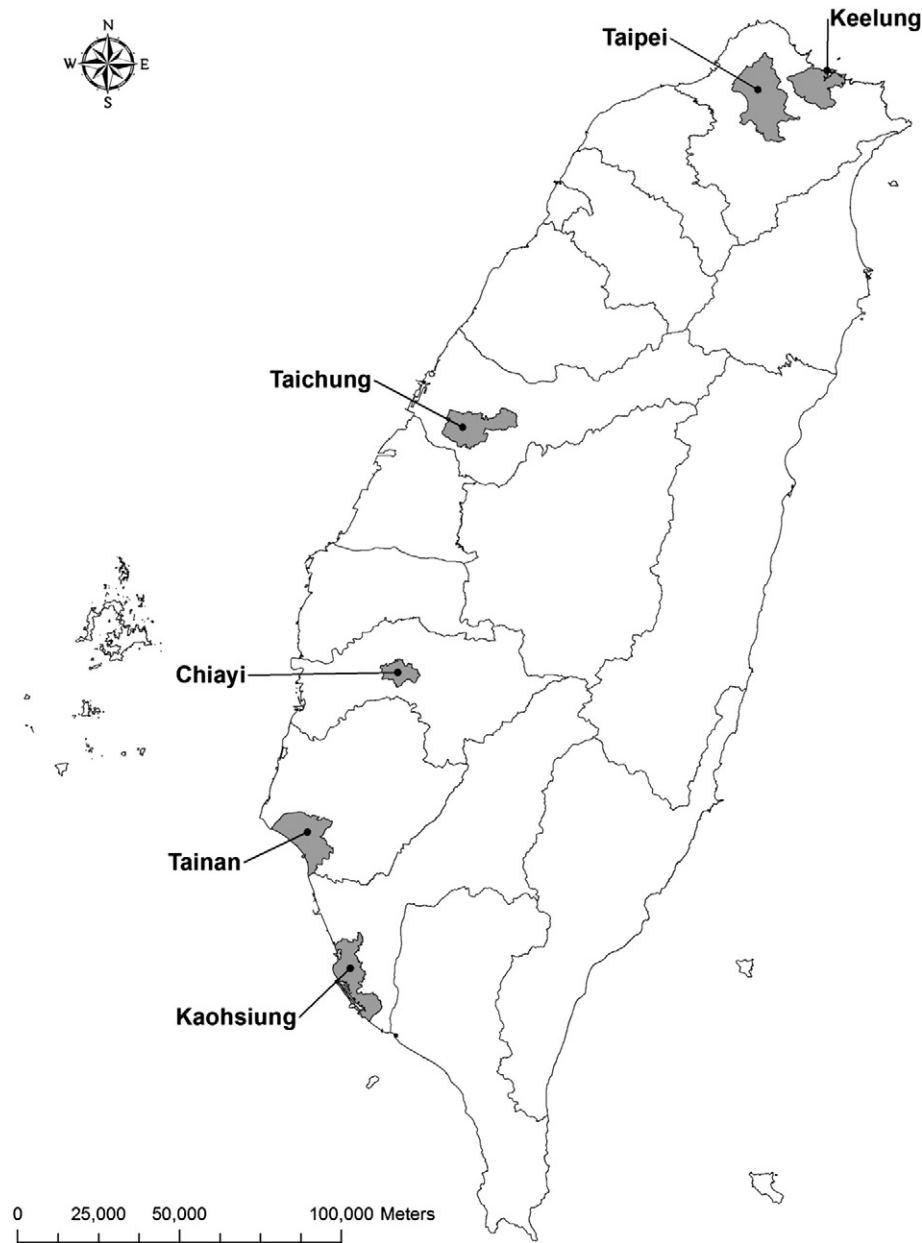 N
W E
S
Keelung
Taipei
Taichung
Chiayi
Tainan
Kaohsiung
0 25,000 50,000 100,000 Meters